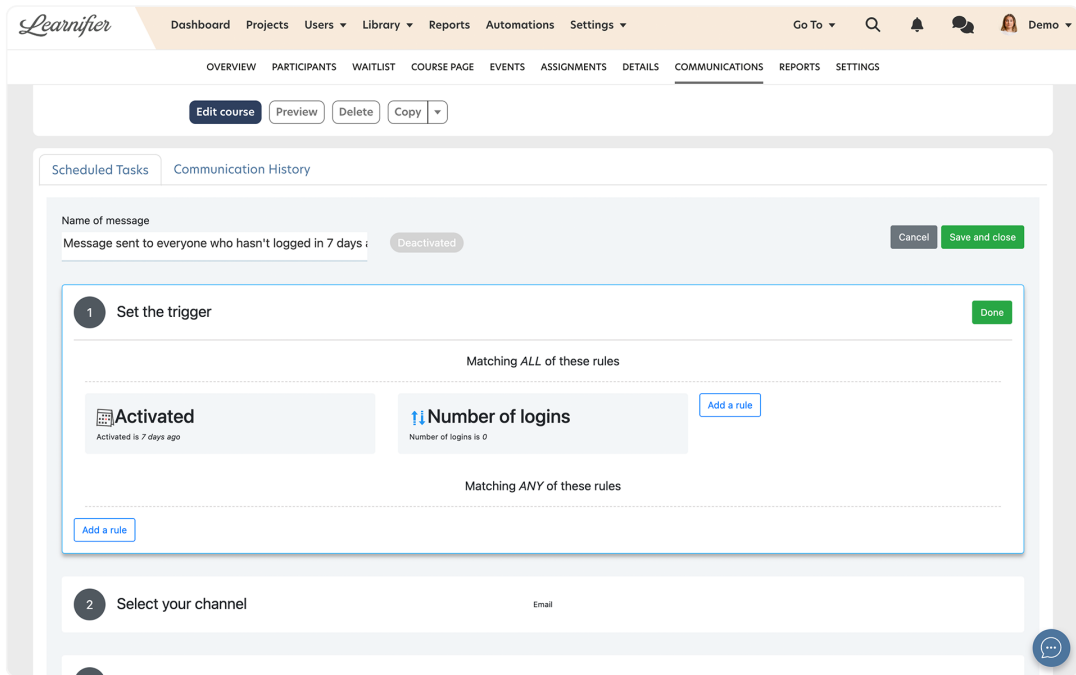 Learnifier
Dashboard Projects Users Library Reports Automations Settings Go To Demo
OVERVIEW PARTICIPANTS WAITLIST COURSE PAGE EVENTS ASSIGNMENTS DETAILS COMMUNICATIONS REPORTS SETTINGS
Edit course Preview Delete Copy
Scheduled Tasks Communication History
Name of message
Message sent to everyone who hasn't logged in 7 days
Deactivated
Cancel Save and close
1 Set the trigger Done
Matching ALL of these rules
Activated
Activated is 7 days ago
Number of logins
Number of logins is 0
Add a rule
Matching ANY of these rules
Add a rule
2 Select your channel Email